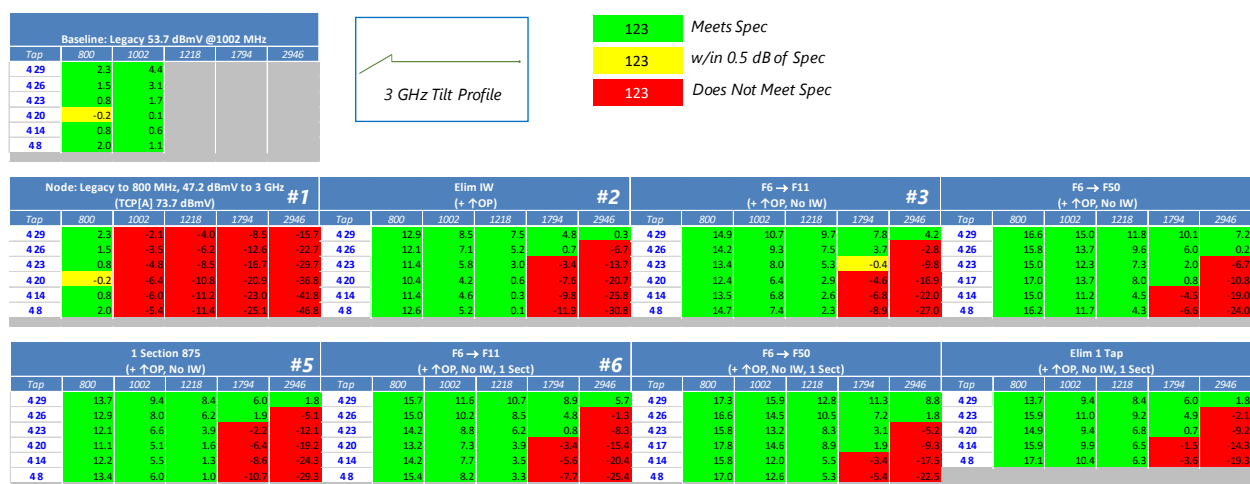 Baseline: Legacy 53.7 dBmV @1002 MHz
Tap 800 1002 1218 1794 2946
4 29 2.3 4.4
4 26 1.5 3.1
4 23 0.8 1.7
4 20 -0.2 0.1
4 14 0.8 0.6
4 8 2.0 1.1
3 GHz Tilt Profile
123 Meets Spec
123 w/in 0.5 dB of Spec
123 Does Not Meet Spec
Node: Legacy to 800 MHz, 47.2 dBmV to 3 GHz #1 Elim IW #2 F6 → F11 #3 F6 → F50
(TCP[A] 73.7 dBmV) (+ ↑OP) (+ ↑OP, No IW) (+ ↑OP, No IW)
Tap 800 1002 1218 1794 2946 Tap 800 1002 1218 1794 2946 Tap 800 1002 1218 1794 2946 Tap 800 1002 1218 1794 2946
4 29 2.3 -2.1 -4.0 -8.5 -15.7 4 29 12.9 8.5 7.5 4.8 0.3 4 29 14.9 10.7 9.7 7.8 4.2 4 29 16.6 15.0 11.8 10.1 7.2
4 26 1.5 -3.5 -6.2 -12.6 -22.7 4 26 12.1 7.1 5.2 0.7 -6.7 4 26 14.2 9.3 7.5 3.7 -2.8 4 26 15.8 13.7 9.6 6.0 0.2
4 23 0.8 -4.8 -8.5 -16.7 -29.7 4 23 11.4 5.8 3.0 -3.4 -13.7 4 23 13.4 8.0 5.3 -0.4 -9.8 4 23 15.0 12.3 7.3 2.0 -6.7
4 20 -0.2 -6.4 -10.8 -20.9 -36.8 4 20 10.4 4.2 0.6 -7.6 -20.7 4 20 12.4 6.4 2.9 -4.6 -16.9 4 17 17.0 13.7 8.0 0.8 -10.8
4 14 0.8 -6.0 -11.2 -23.0 -41.8 4 14 11.4 4.6 0.3 -9.8 -25.8 4 14 13.5 6.8 2.6 -6.8 -22.0 4 14 15.0 11.2 4.5 -4.5 -19.0
4 8 2.0 -5.4 -11.4 -25.1 -46.8 4 8 12.6 5.2 0.1 -11.9 -30.8 4 8 14.7 7.4 2.3 -8.9 -27.0 4 8 16.2 11.7 4.3 -6.6 -24.0
1 Section 875 #5 F6 → F11 #6 F6 → F50 Elim 1 Tap
(+ ↑OP, No IW) (+ ↑OP, No IW, 1 Sect) (+ ↑OP, No IW, 1 Sect) (+ ↑OP, No IW, 1 Sect)
Tap 800 1002 1218 1794 2946 Tap 800 1002 1218 1794 2946 Tap 800 1002 1218 1794 2946 Tap 800 1002 1218 1794 2946
4 29 13.7 9.4 8.4 6.0 1.8 4 29 15.7 11.6 10.7 8.9 5.7 4 29 17.3 15.9 12.8 11.3 8.8 4 29 13.7 9.4 8.4 6.0 1.8
4 26 12.9 8.0 6.2 1.9 -5.1 4 26 15.0 10.2 8.5 4.8 -1.3 4 26 16.6 14.5 10.5 7.2 1.8 4 23 15.9 11.0 9.2 4.9 -2.1
4 23 12.1 6.6 3.9 -2.2 -12.1 4 23 14.2 8.8 6.2 0.8 -8.3 4 23 15.8 13.2 8.3 3.1 -5.2 4 20 14.9 9.4 6.8 0.7 -9.2
4 20 11.1 5.1 1.6 -6.4 -19.2 4 20 13.2 7.3 3.9 -3.4 -15.4 4 17 17.8 14.6 8.9 1.9 -9.3 4 14 15.9 9.9 6.5 -1.5 -14.3
4 14 12.2 5.5 1.3 -8.6 -24.3 4 14 14.2 7.7 3.5 -5.6 -20.4 4 14 15.8 12.0 5.5 -3.4 -17.5 4 8 17.1 10.4 6.3 -3.6 -19.3
4 8 13.4 6.0 1.0 -10.7 -29.3 4 8 15.4 8.2 3.3 -7.7 -25.4 4 8 17.0 12.6 5.3 -5.4 -22.5